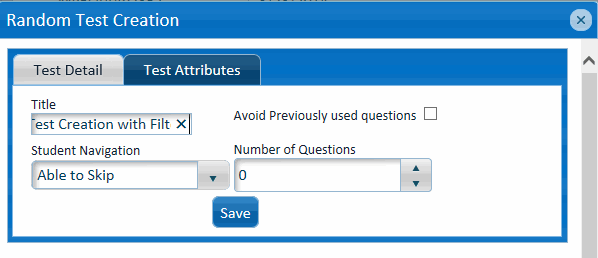 Random Test Creation
Test Detail
Test Attributes
Title
Test Creation with Filt
Avoid Previously used questions
Student Navigation
Able to Skip
Number of Questions
0
Save